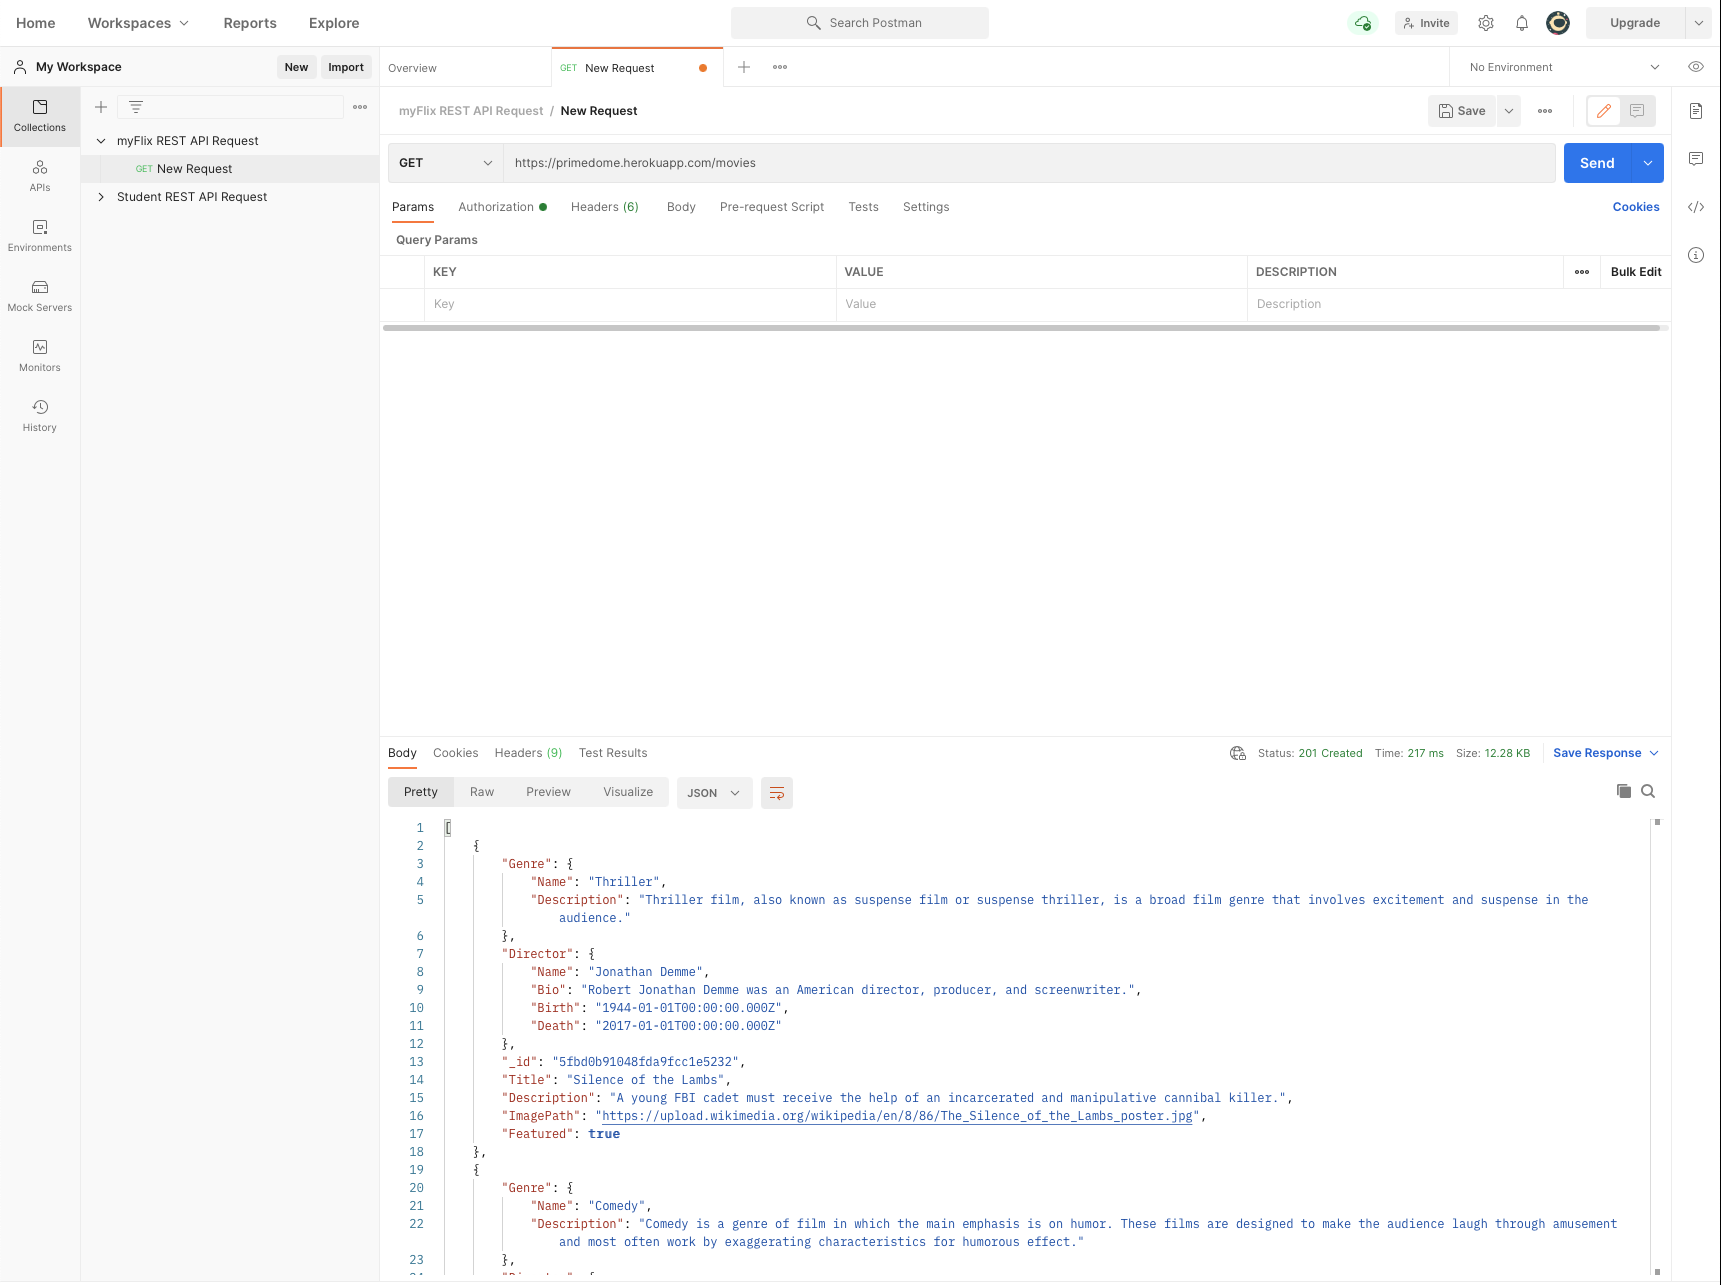 Home Workspaces Reports Explore Search Postman Invite Upgrade
My Workspace New Import Overview GET New Request No Environment
myFlix REST API Request / New Request Save
Collections
myFlix REST API Request
GET New Request
Student REST API Request
APIs
Environments
Mock Servers
Monitors
History
GET https://primedome.herokuapp.com/movies Send
Params Authorization Headers (6) Body Pre-request Script Tests Settings Cookies
Query Params
KEY VALUE DESCRIPTION Bulk Edit
Key Value Description
Body Cookies Headers (9) Test Results Status: 201 Created Time: 217 ms Size: 12.28 KB Save Response
Pretty Raw Preview Visualize JSON
1 [
2 {
3 "Genre": {
4 "Name": "Thriller",
5 "Description": "Thriller film, also known as suspense film or suspense thriller, is a broad film genre that involves excitement and suspense in the
audience."
6 },
7 "Director": {
8 "Name": "Jonathan Demme",
9 "Bio": "Robert Jonathan Demme was an American director, producer, and screenwriter.",
10 "Birth": "1944-01-01T00:00:00.000Z",
11 "Death": "2017-01-01T00:00:00.000Z"
12 },
13 "_id": "5fbd0b91048fda9fcc1e5232",
14 "Title": "Silence of the Lambs",
15 "Description": "A young FBI cadet must receive the help of an incarcerated and manipulative cannibal killer.",
16 "ImagePath": "https://upload.wikimedia.org/wikipedia/en/8/86/The_Silence_of_the_Lambs_poster.jpg",
17 "Featured": true
18 },
19 {
20 "Genre": {
21 "Name": "Comedy",
22 "Description": "Comedy is a genre of film in which the main emphasis is on humor. These films are designed to make the audience laugh through amusement
and most often work by exaggerating characteristics for humorous effect."
23 },